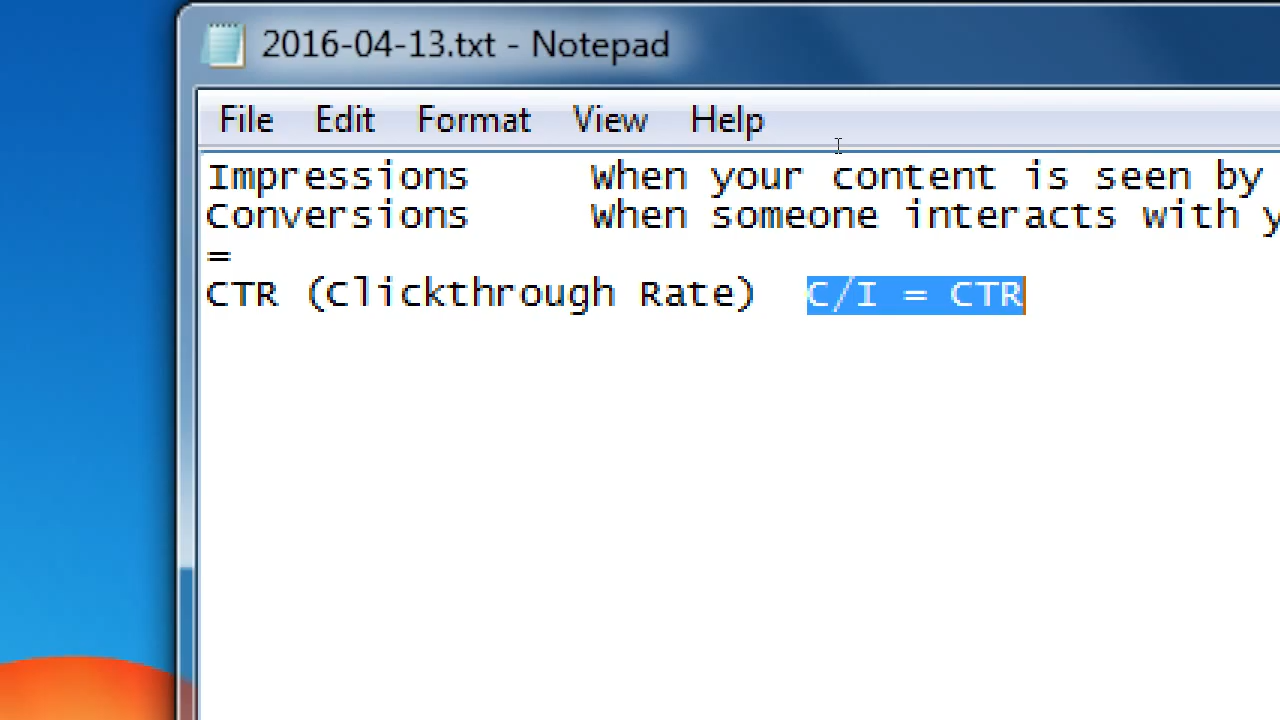 2016-04-13.txt - Notepad
File Edit Format View Help
Impressions When your content is seen by
Conversions When someone interacts with y
=
CTR (Clickthrough Rate) C/I = CTR